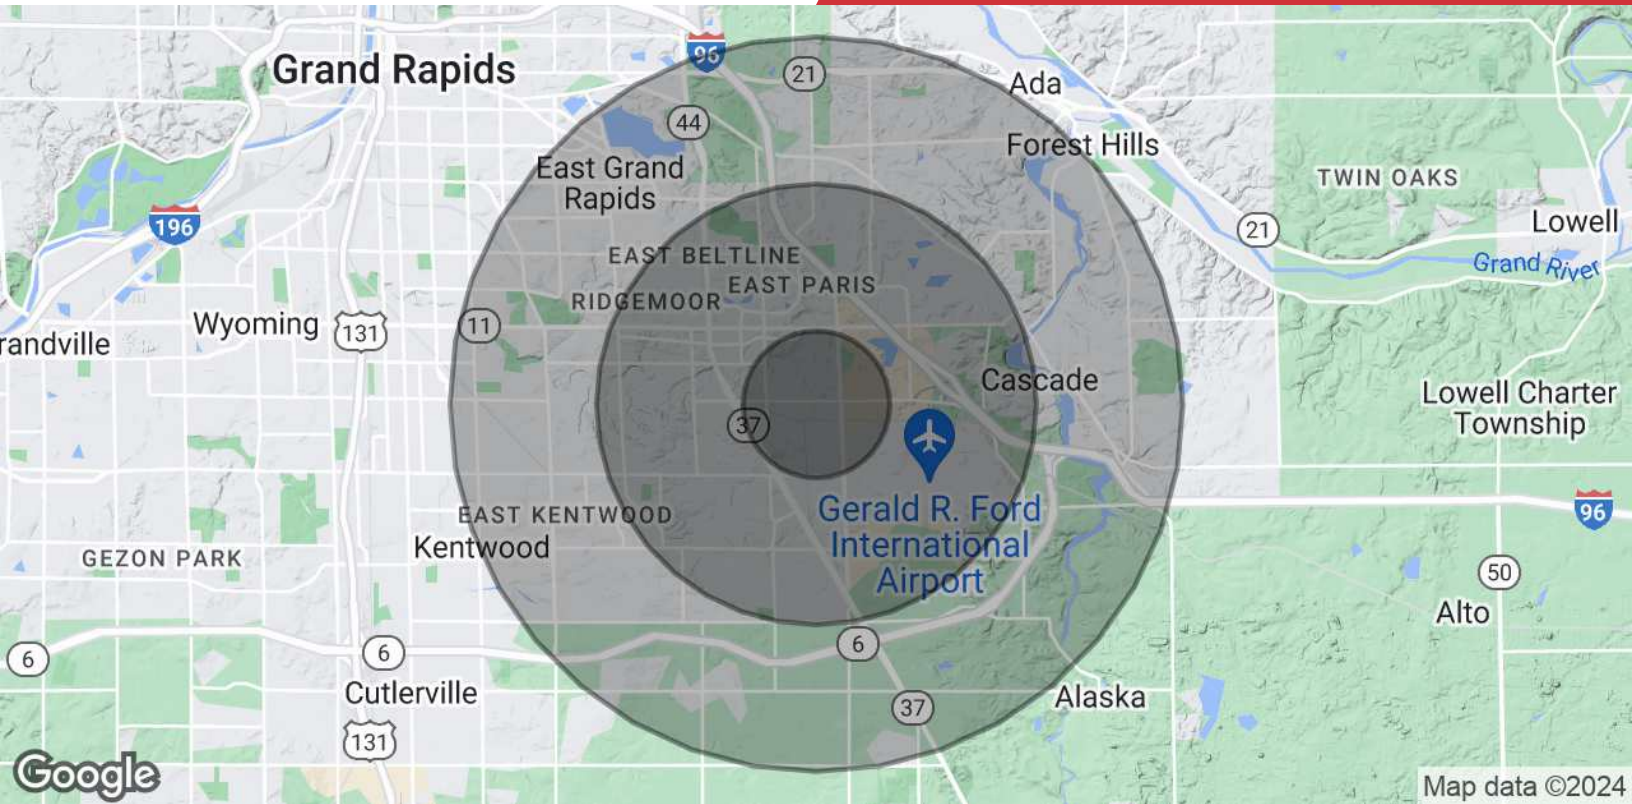 Grand Rapids
96
21
Ada
44
Forest Hills
East Grand
Rapids
TWIN OAKS
196
21
Lowell
EAST BELTLINE
Grand River
EAST PARIS
RIDGEMOOR
Wyoming
131
11
randville
Cascade
Lowell Charter
Township
37
Gerald R. Ford
International
Airport
EAST KENTWOOD
Kentwood
96
GEZON PARK
50
Alto
6
6
6
Cutlerville
Alaska
37
131
Google
Map data ©2024